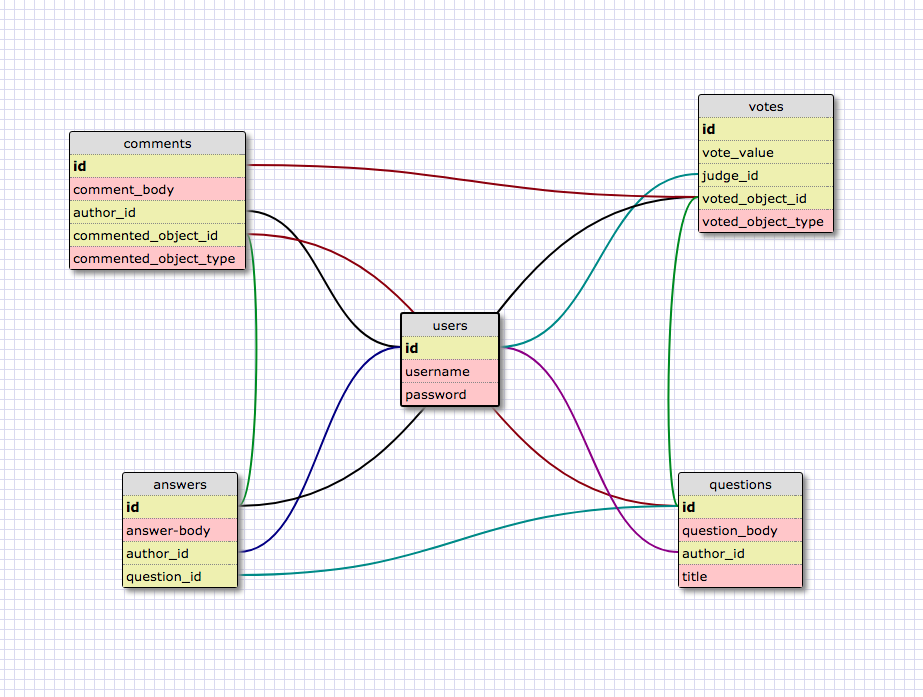 votes
id
vote_value
judge_id
voted_object_id
voted_object_type
comments
id
comment_body
author_id
commented_object_id
commented_object_type
users
id
username
password
answers
id
answer-body
author_id
question_id
questions
id
question_body
author_id
title